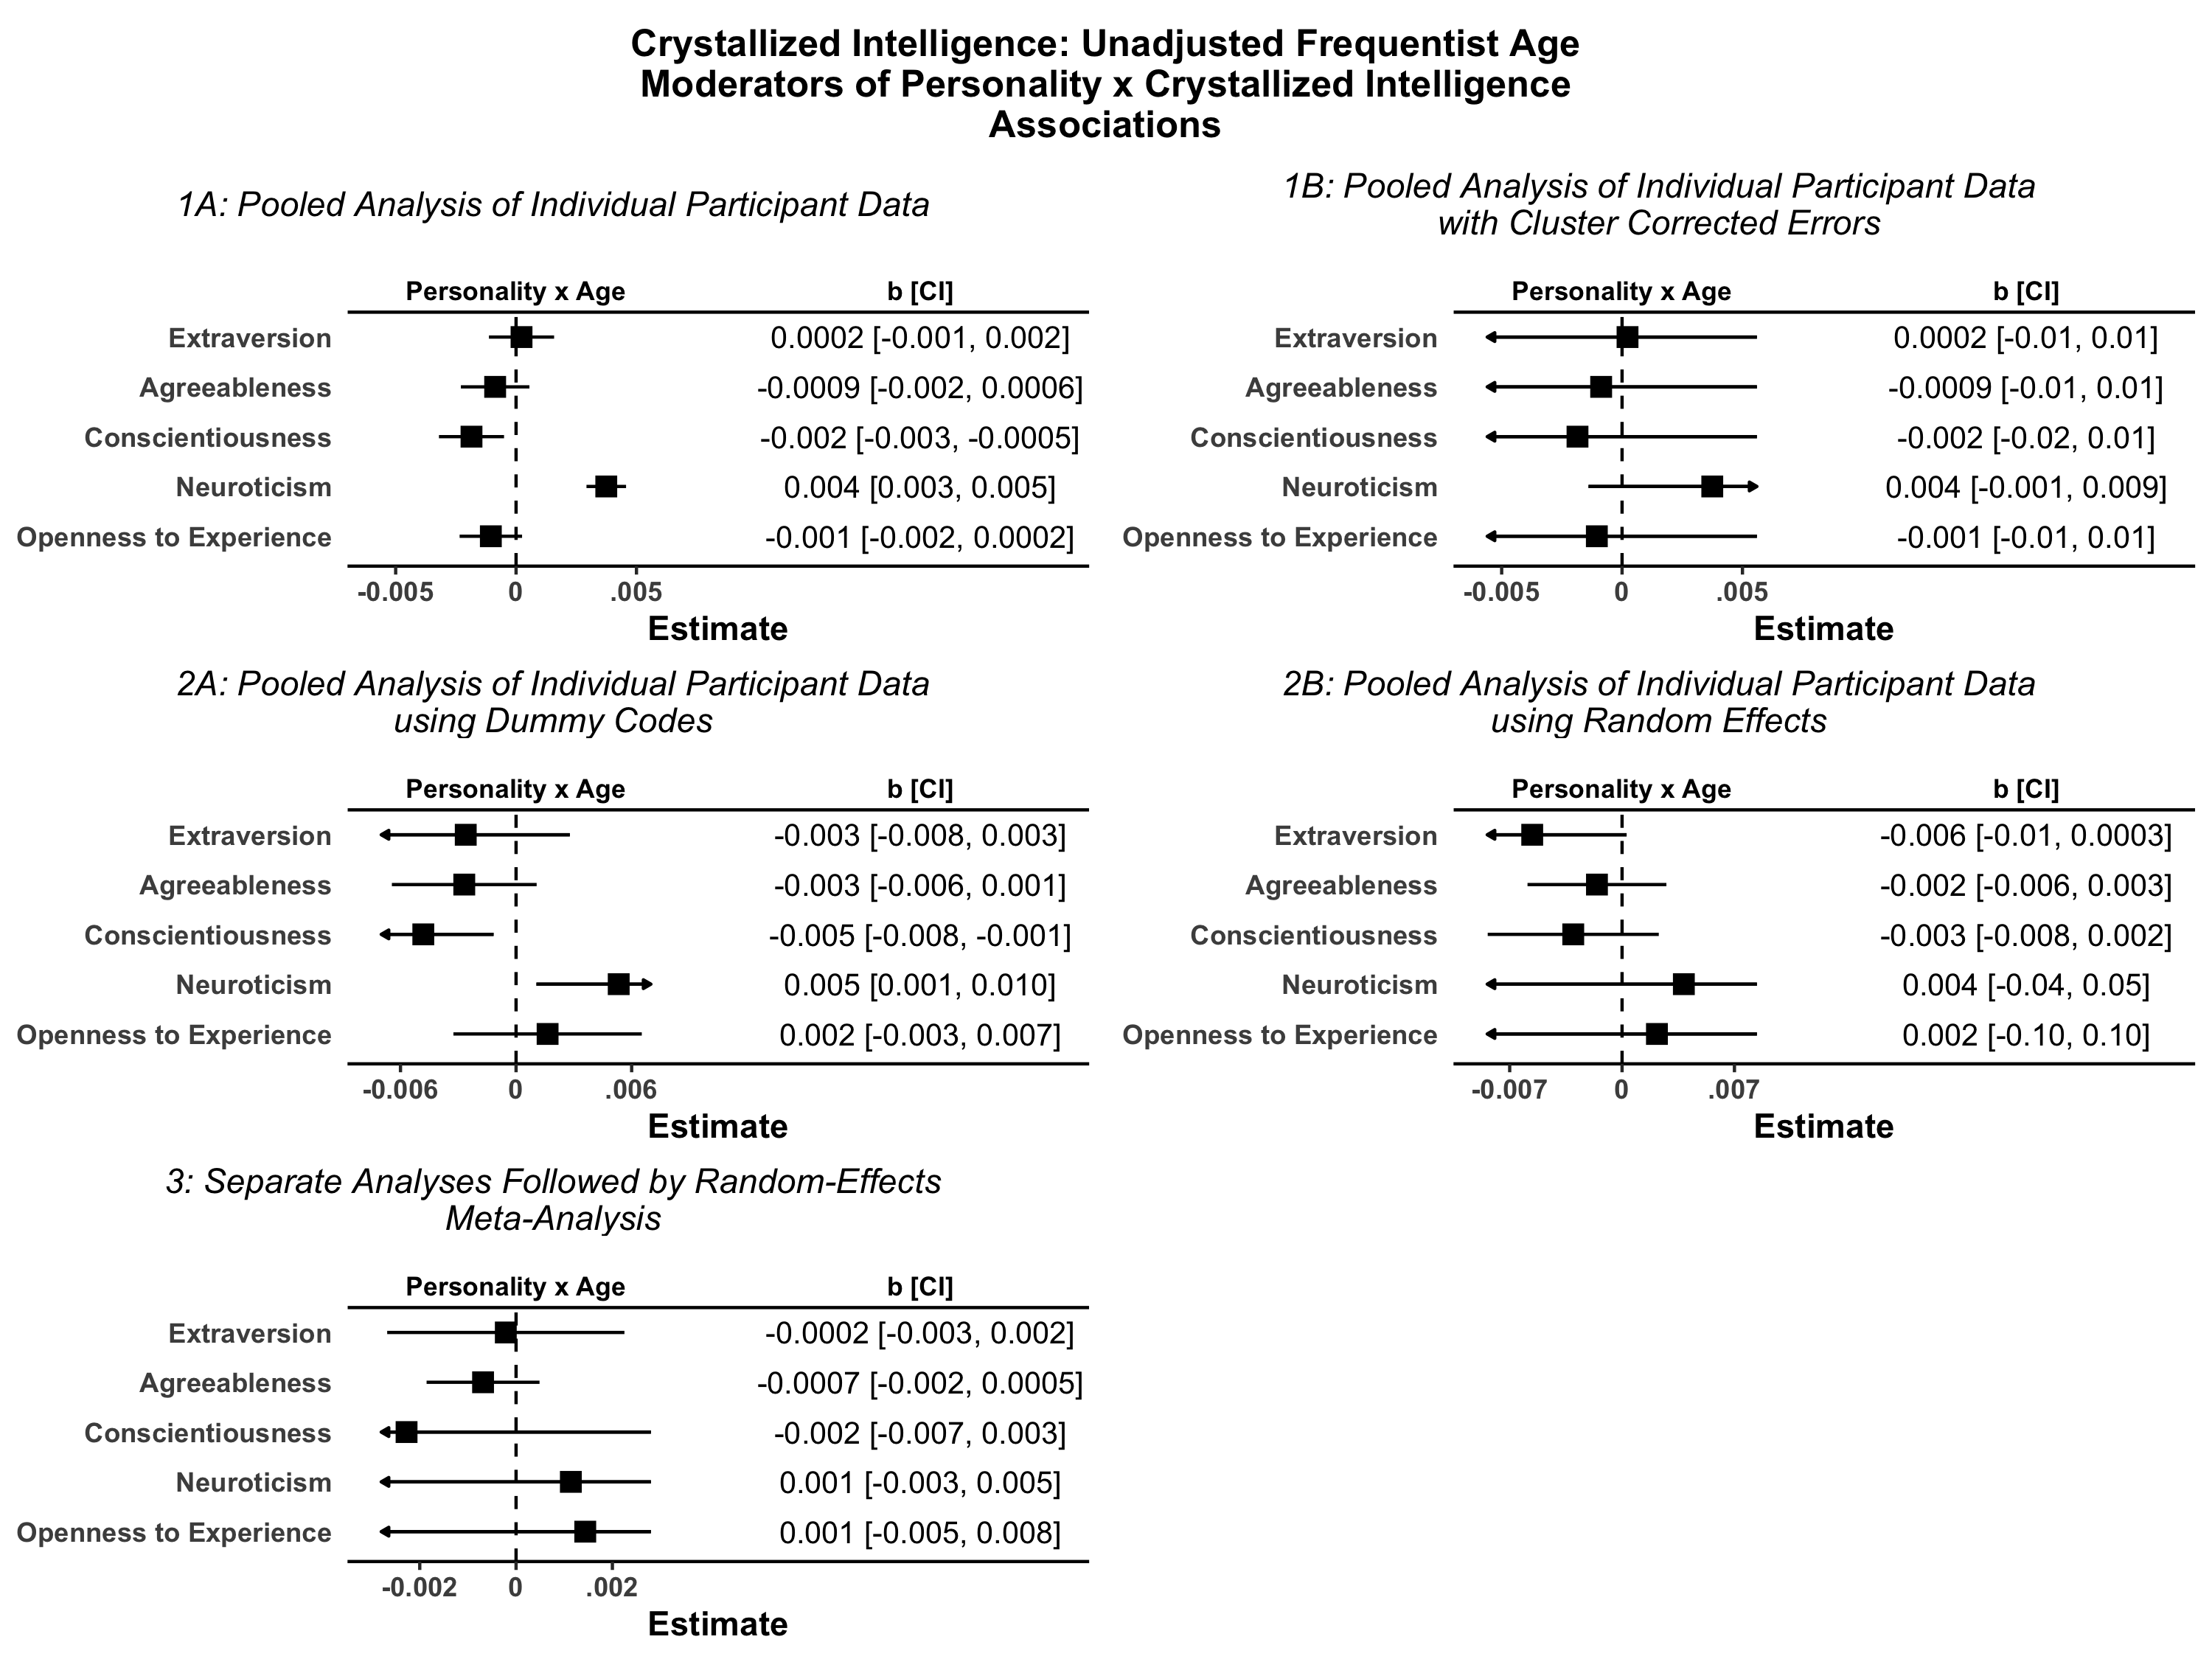 Crystallized Intelligence: Unadjusted Frequentist Age
Moderators of Personality x Crystallized Intelligence
Associations
1A: Pooled Analysis of Individual Participant Data
Personality x Age b [CI]
Extraversion 0.0002 [-0.001, 0.002]
Agreeableness -0.0009 [-0.002, 0.0006]
Conscientiousness -0.002 [-0.003, -0.0005]
Neuroticism 0.004 [0.003, 0.005]
Openness to Experience -0.001 [-0.002, 0.0002]
-0.005 0 .005
Estimate
1B: Pooled Analysis of Individual Participant Data
with Cluster Corrected Errors
Personality x Age b [CI]
Extraversion 0.0002 [-0.01, 0.01]
Agreeableness -0.0009 [-0.01, 0.01]
Conscientiousness -0.002 [-0.02, 0.01]
Neuroticism 0.004 [-0.001, 0.009]
Openness to Experience -0.001 [-0.01, 0.01]
-0.005 0 .005
Estimate
2A: Pooled Analysis of Individual Participant Data
using Dummy Codes
Personality x Age b [CI]
Extraversion -0.003 [-0.008, 0.003]
Agreeableness -0.003 [-0.006, 0.001]
Conscientiousness -0.005 [-0.008, -0.001]
Neuroticism 0.005 [0.001, 0.010]
Openness to Experience 0.002 [-0.003, 0.007]
-0.006 0 .006
Estimate
2B: Pooled Analysis of Individual Participant Data
using Random Effects
Personality x Age b [CI]
Extraversion -0.006 [-0.01, 0.0003]
Agreeableness -0.002 [-0.006, 0.003]
Conscientiousness -0.003 [-0.008, 0.002]
Neuroticism 0.004 [-0.04, 0.05]
Openness to Experience 0.002 [-0.10, 0.10]
-0.007 0 .007
Estimate
3: Separate Analyses Followed by Random-Effects
Meta-Analysis
Personality x Age b [CI]
Extraversion -0.0002 [-0.003, 0.002]
Agreeableness -0.0007 [-0.002, 0.0005]
Conscientiousness -0.002 [-0.007, 0.003]
Neuroticism 0.001 [-0.003, 0.005]
Openness to Experience 0.001 [-0.005, 0.008]
-0.002 0 .002
Estimate